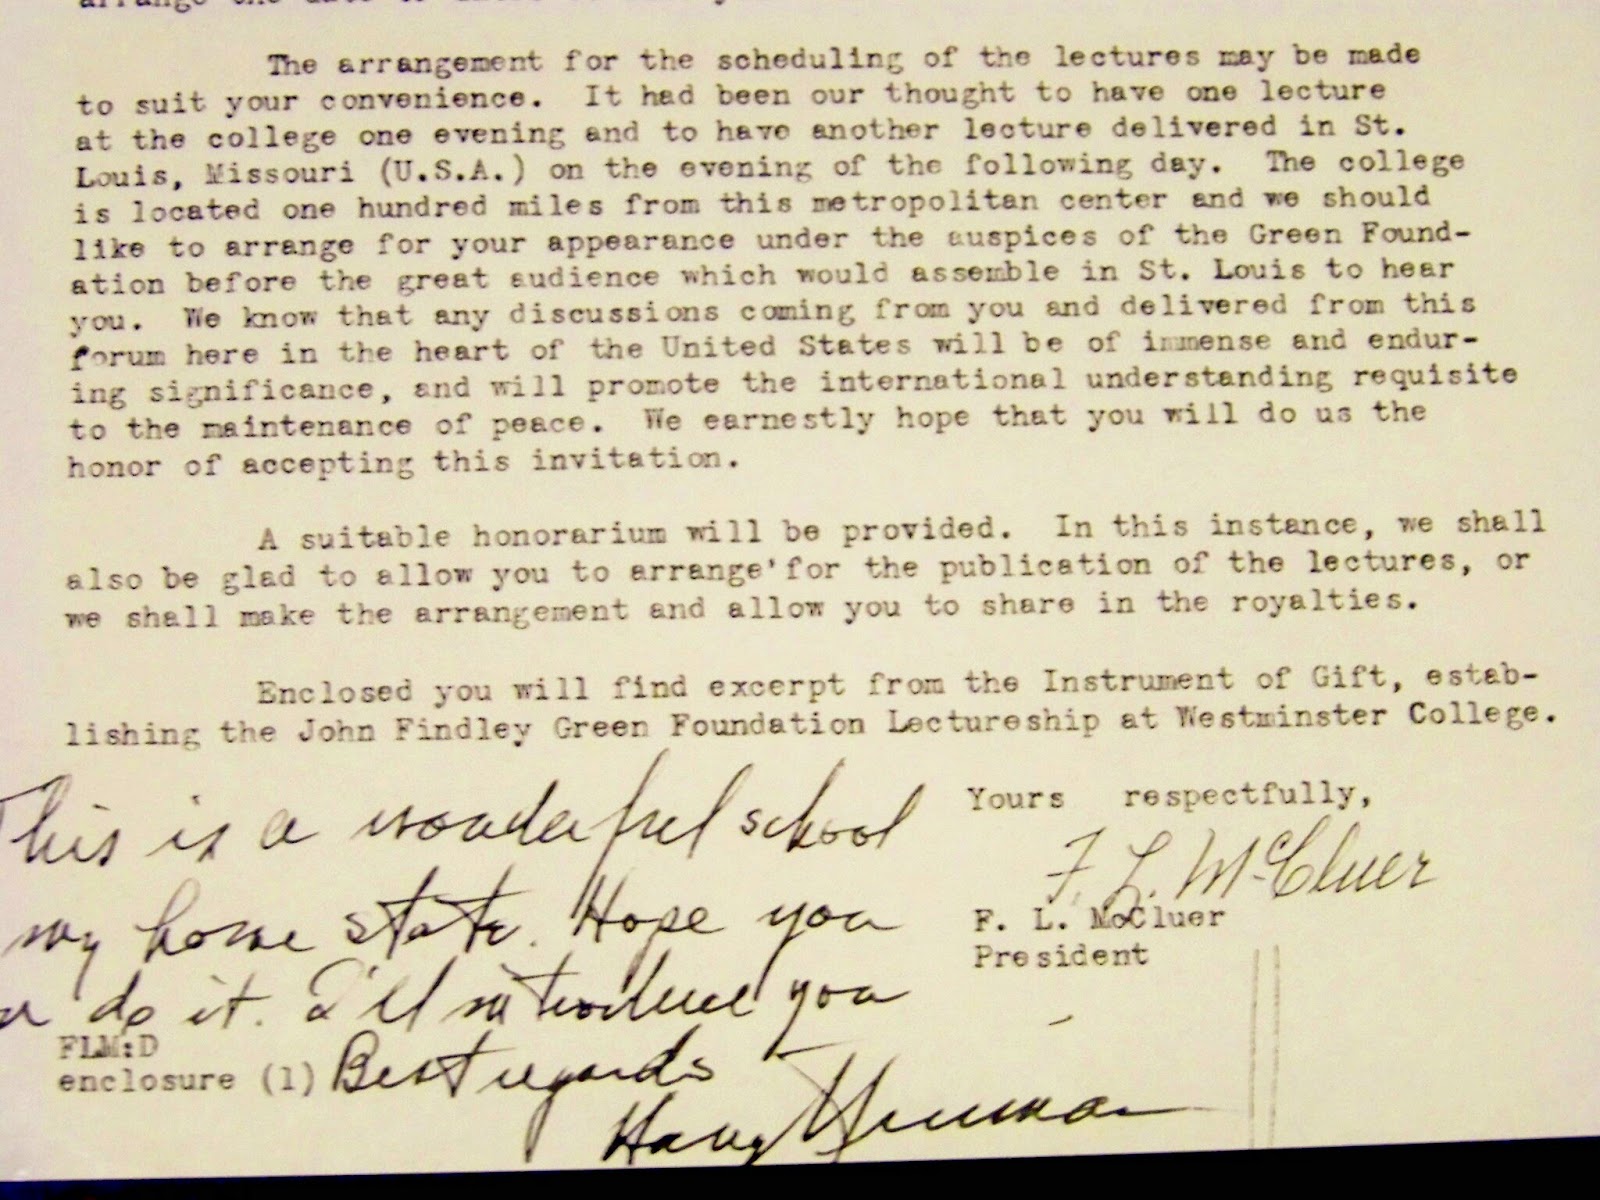 arrange the date to
The arrangement for the scheduling of the lectures may be made
to suit your convenience. It had been our thought to have one lecture
at the college one evening and to have another lecture delivered in St.
Louis, Missouri (U.S.A.) on the evening of the following day. The college
is located one hundred miles from this metropolitan center and we should
like to arrange for your appearance under the auspices of the Green Found-
ation before the great audience which would assemble in St. Louis to hear
you. We know that any discussions coming from you and delivered from this
forum here in the heart of the United States will be of immense and endur-
ing significance, and will promote the international understanding requisite
to the maintenance of peace. We earnestly hope that you will do us the
honor of accepting this invitation.
A suitable honorarium will be provided. In this instance, we shall
also be glad to allow you to arrange'for the publication of the lectures, or
we shall make the arrangement and allow you to share in the royalties.
Enclosed you will find excerpt from the Instrument of Gift, estab-
lishing the John Findley Green Foundation Lectureship at Westminster College.
Yours respectfully,
F. L. McCluer
F. L. McCluer
President
This is a wonderful school
my home state. Hope you
do it. I'll introduce you
FLM:D
enclosure (1) Best regards
Harry Truman